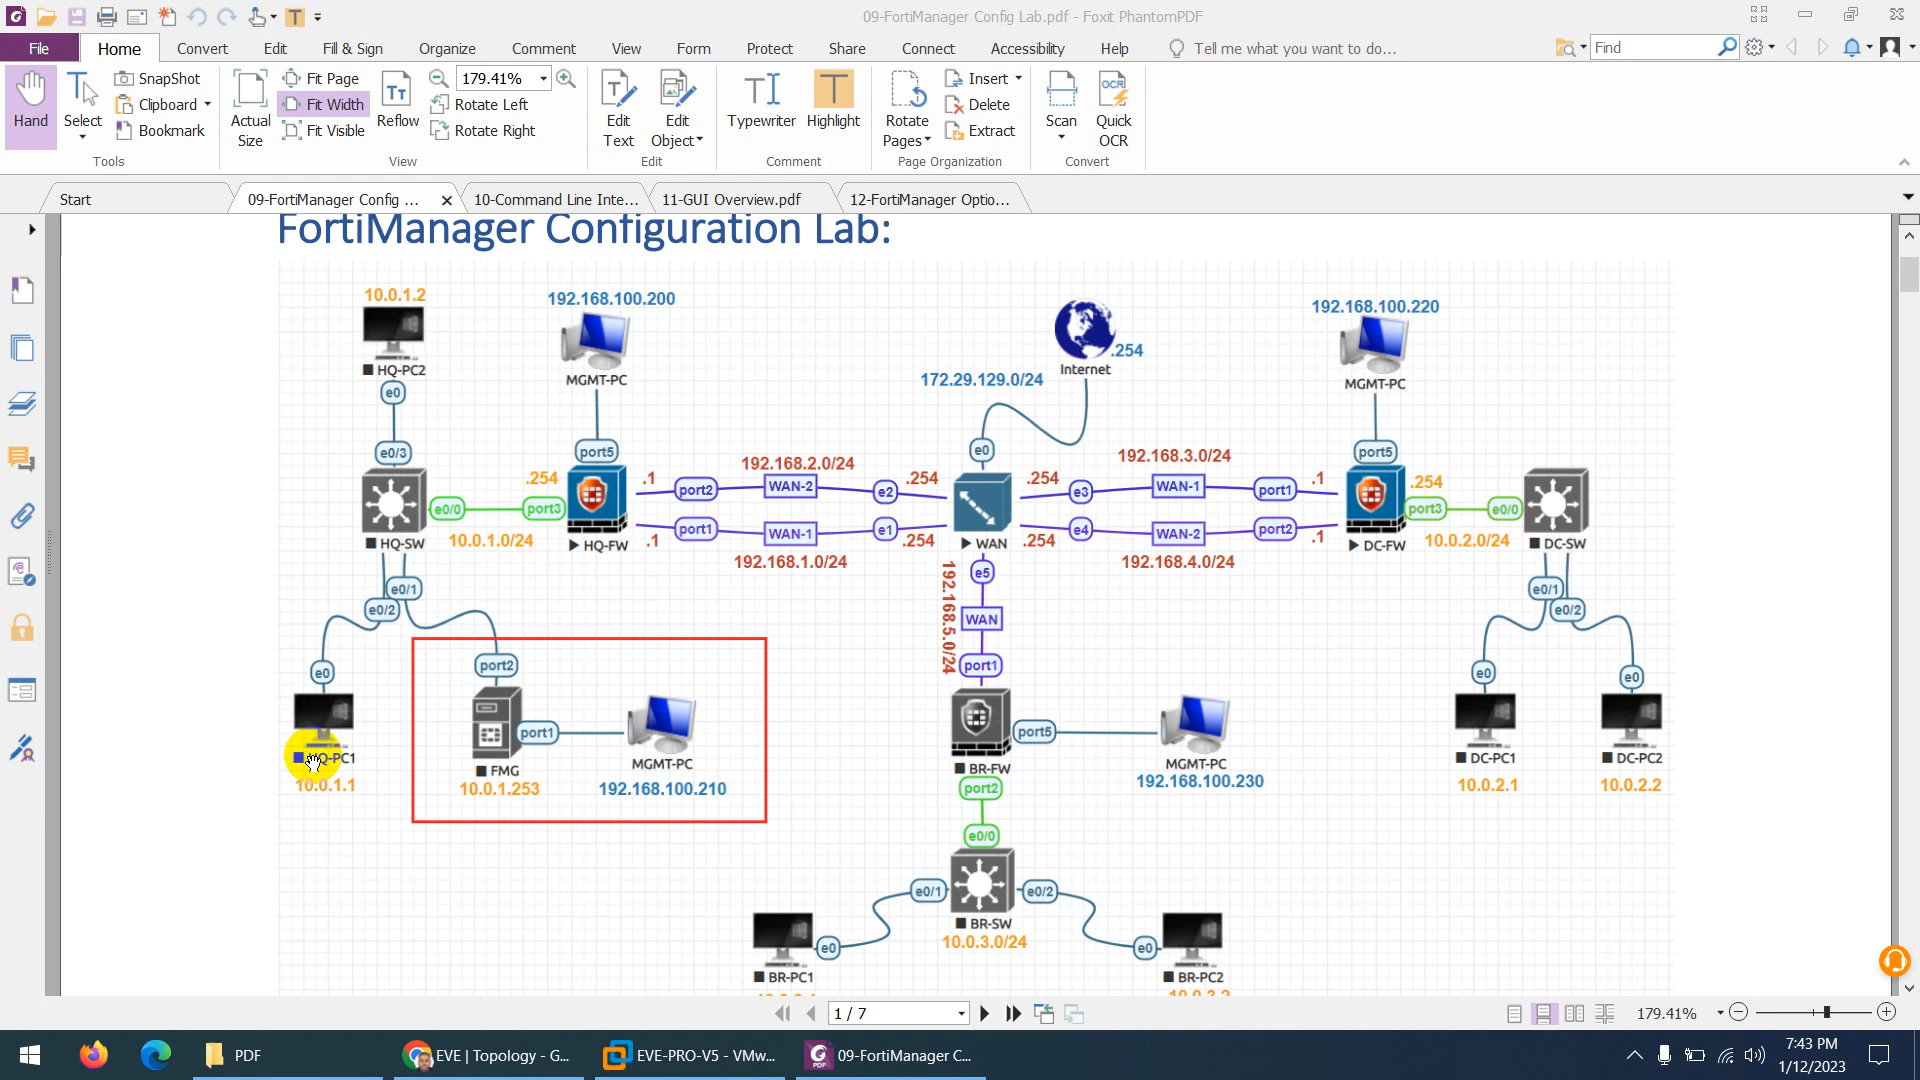 09-FortiManager Config Lab.pdf - Foxit PhantomPDF
File Home Convert Edit Fill & Sign Organize Comment View Form Protect Share Connect Accessibility Help Tell me what you want to do... Find
Hand
Select
SnapShot
Clipboard
Bookmark
Tools
Actual Size
Fit Page
Fit Width
Fit Visible
Reflow
179.41%
Rotate Left
Rotate Right
View
Edit Text
Edit Object
Edit
Typewriter
Highlight
Comment
Rotate Pages
Insert
Delete
Extract
Page Organization
Scan
Quick OCR
Convert
Start
09-FortiManager Config ...
10-Command Line Inte...
11-GUI Overview.pdf
12-FortiManager Optio...
FortiManager Configuration Lab:
10.0.1.2
HQ-PC2
e0
e0/3
192.168.100.200
MGMT-PC
port5
Internet
.254
172.29.129.0/24
e0
192.168.100.220
MGMT-PC
port5
HQ-SW
e0/0
10.0.1.0/24
.254
port3
HQ-FW
.1
port2
192.168.2.0/24
WAN-2
e2
.254
.1
port1
WAN-1
192.168.1.0/24
e1
.254
WAN
.254
e3
192.168.3.0/24
WAN-1
port1
.1
.254
e4
WAN-2
192.168.4.0/24
port2
.1
DC-FW
.254
port3
10.0.2.0/24
e0/0
DC-SW
e0/1
e0/2
e0
HQ-PC1
10.0.1.1
port2
FMG
10.0.1.253
port1
MGMT-PC
192.168.100.210
e5
192.168.5.0/24
WAN
port1
BR-FW
port5
MGMT-PC
192.168.100.230
port2
e0/0
e0/1
e0/2
BR-SW
10.0.3.0/24
BR-PC1
e0
e0
BR-PC2
e0/1
e0/2
e0
DC-PC1
10.0.2.1
e0
DC-PC2
10.0.2.2
1 / 7
179.41%
PDF
EVE | Topology - G...
EVE-PRO-V5 - VMw...
09-FortiManager C...
7:43 PM
1/12/2023